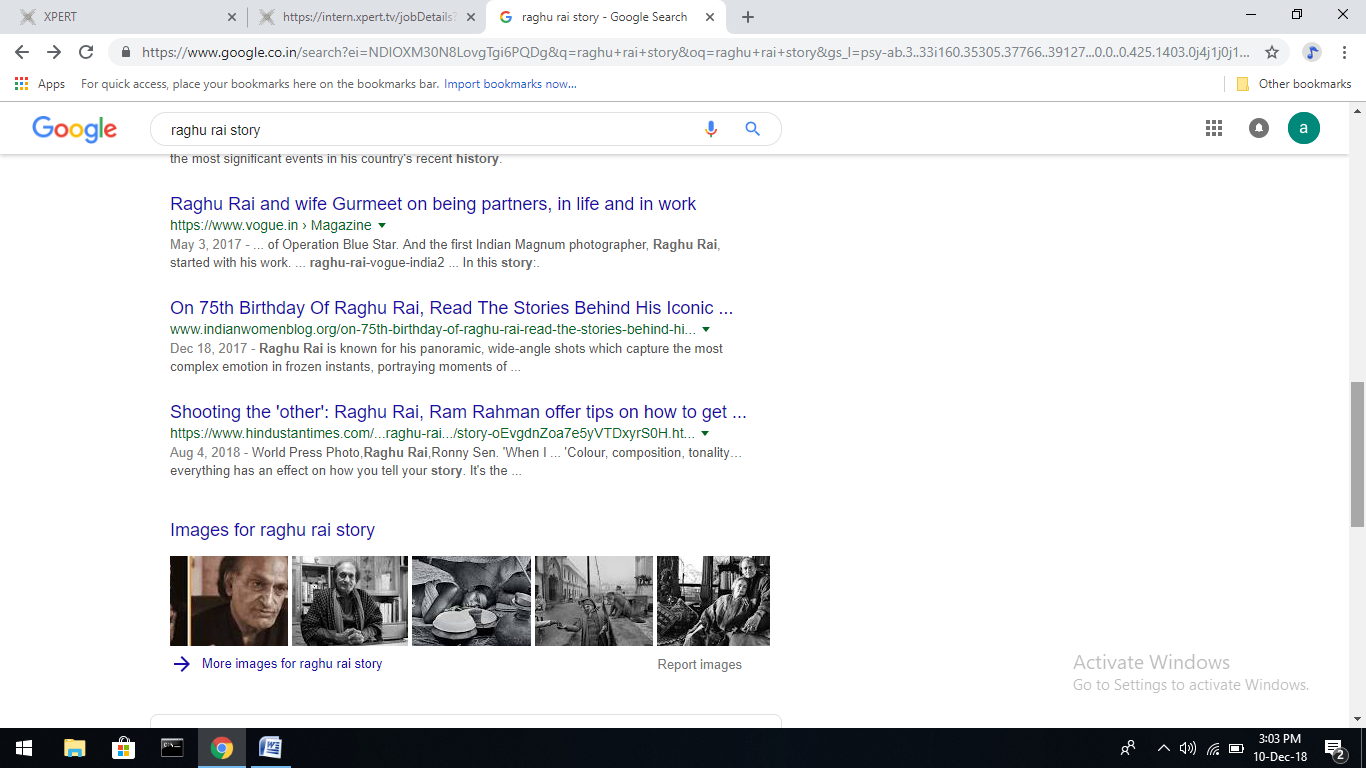 XPERT
https://intern.xpert.tv/jobDetails?
raghu rai story - Google Search
https://www.google.co.in/search?ei=NDIOXM30N8LovgTgi6PQDg&q=raghu+rai+story&oq=raghu+rai+story&gs_l=psy-ab.3..33i160.35305.37766..39127...0.0..0.425.1403.0j4j1j0j1...
Apps
For quick access, place your bookmarks here on the bookmarks bar. Import bookmarks now...
Other bookmarks
Google
raghu rai story
a
the most significant events in his country's recent history.
Raghu Rai and wife Gurmeet on being partners, in life and in work
https://www.vogue.in › Magazine
May 3, 2017 - ... of Operation Blue Star. And the first Indian Magnum photographer, Raghu Rai,
started with his work. ... raghu-rai-vogue-india2 ... In this story:.
On 75th Birthday Of Raghu Rai, Read The Stories Behind His Iconic ...
www.indianwomenblog.org/on-75th-birthday-of-raghu-rai-read-the-stories-behind-hi...
Dec 18, 2017 - Raghu Rai is known for his panoramic, wide-angle shots which capture the most
complex emotion in frozen instants, portraying moments of ...
Shooting the 'other': Raghu Rai, Ram Rahman offer tips on how to get ...
https://www.hindustantimes.com/...raghu-rai.../story-oEvgdnZoa7e5yVTDxyrS0H.ht...
Aug 4, 2018 - World Press Photo,Raghu Rai,Ronny Sen. 'When I ... 'Colour, composition, tonality…
everything has an effect on how you tell your story. It's the ...
Images for raghu rai story
More images for raghu rai story
Report images
Activate Windows
Go to Settings to activate Windows.
3:03 PM
10-Dec-18
2